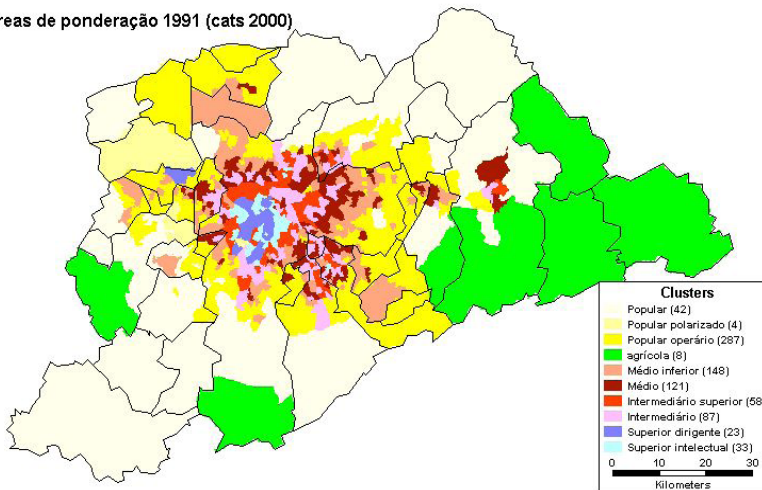 reas de ponderação 1991 (cats 2000)
Clusters
Popular (42)
Popular polarizado (4)
Popular operário (287)
agrícola (8)
Médio inferior (148)
Médio (121)
Intermediário superior (58
Intermediário (87)
Superior dirigente (23)
Superior intelectual (33)
0 10 20 30
Kilometers